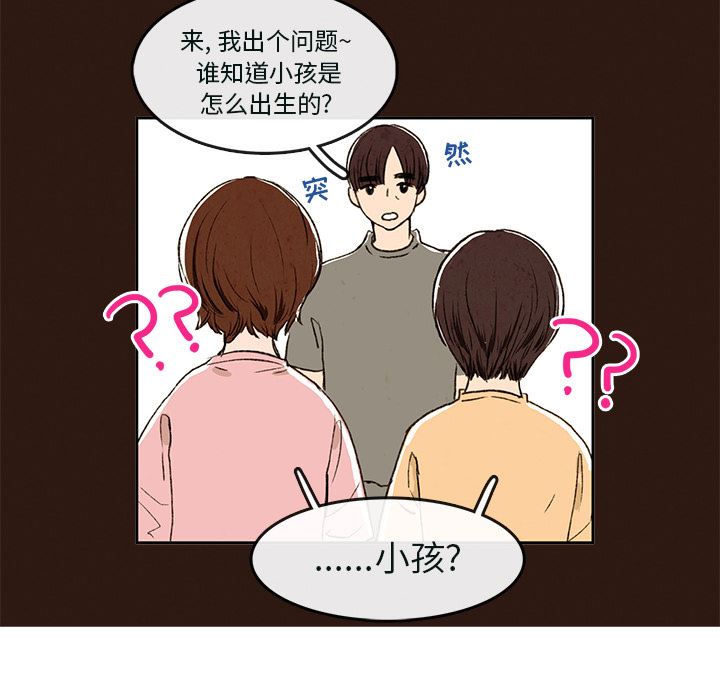 来, 我出个问题~
谁知道小孩是
怎么出生的?
突然
??
??
......小孩?